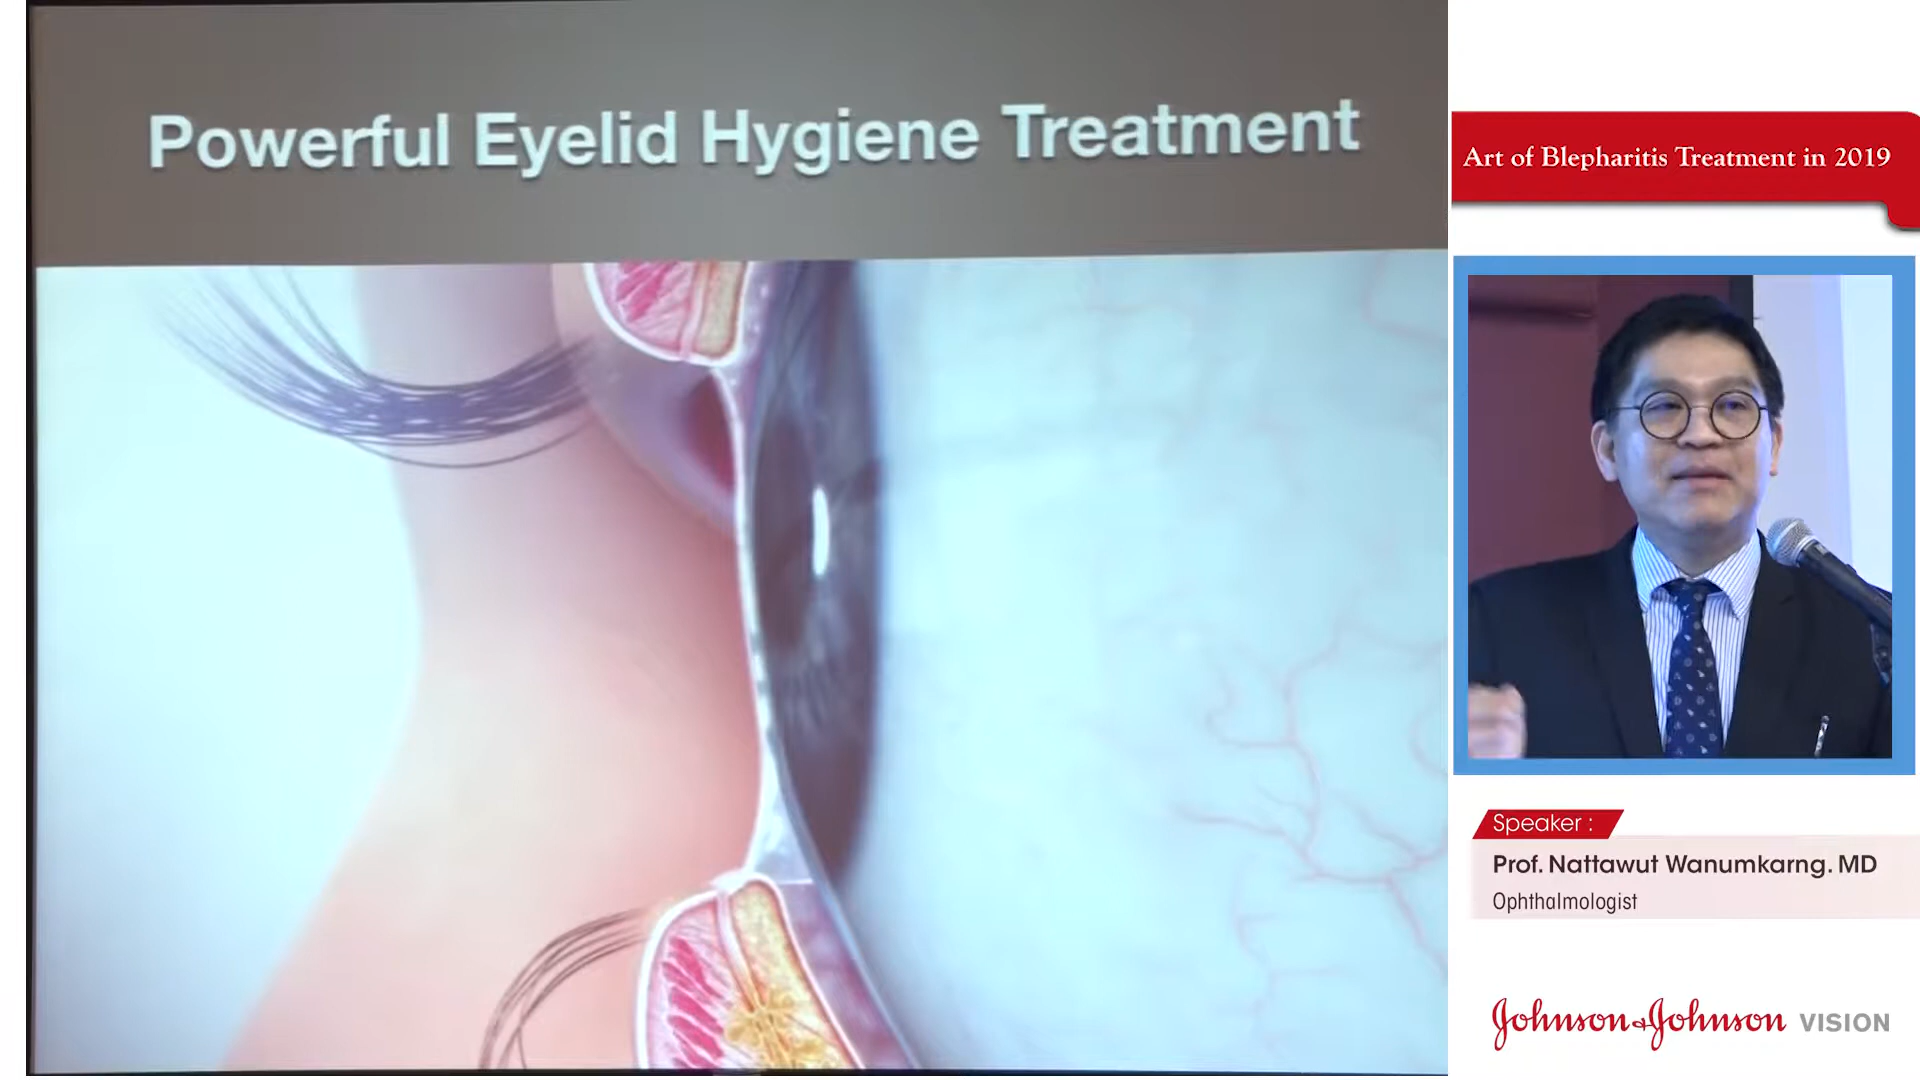 Powerful Eyelid Hygiene Treatment
Art of Blepharitis Treatment in 2019
Speaker :
Prof. Nattawut Wanumkarng. MD
Ophthalmologist
Johnson & Johnson VISION